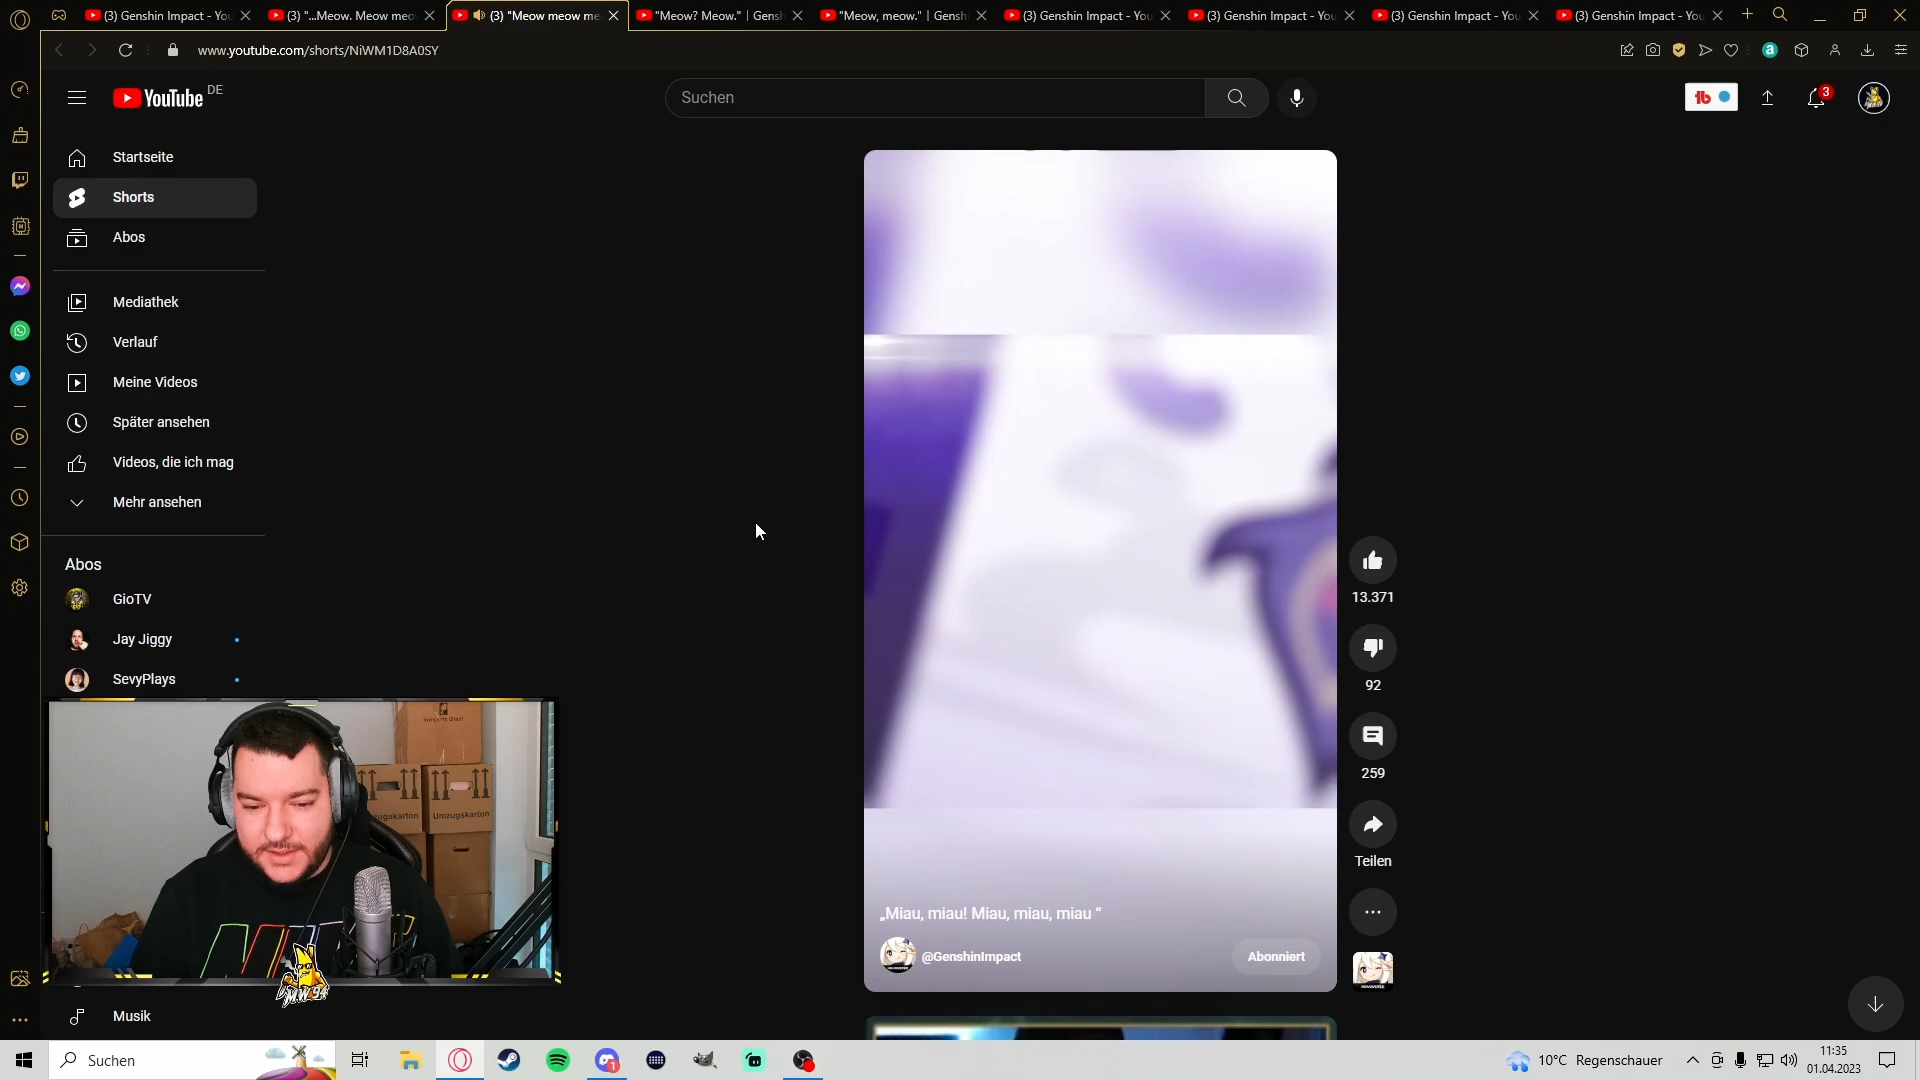 (3) Genshin Impact - You
(3) "...Meow. Meow meo
(3) "Meow meow me
"Meow? Meow." | Gensh
"Meow, meow." | Gensh
(3) Genshin Impact - You
(3) Genshin Impact - You
(3) Genshin Impact - You
(3) Genshin Impact - You
www.youtube.com/shorts/NiWM1D8A0SY
YouTube DE
Suchen
tb
3
Startseite
Shorts
Abos
Mediathek
Verlauf
Meine Videos
Später ansehen
Videos, die ich mag
Mehr ansehen
Abos
GioTV
Jay Jiggy
SevyPlays
Umzugskarton
Umzugskarton
MW94
Musik
„Miau, miau! Miau, miau, miau “
@GenshinImpact
Abonniert
13.371
92
259
Teilen
Suchen
1
10°C Regenschauer
11:35
01.04.2023